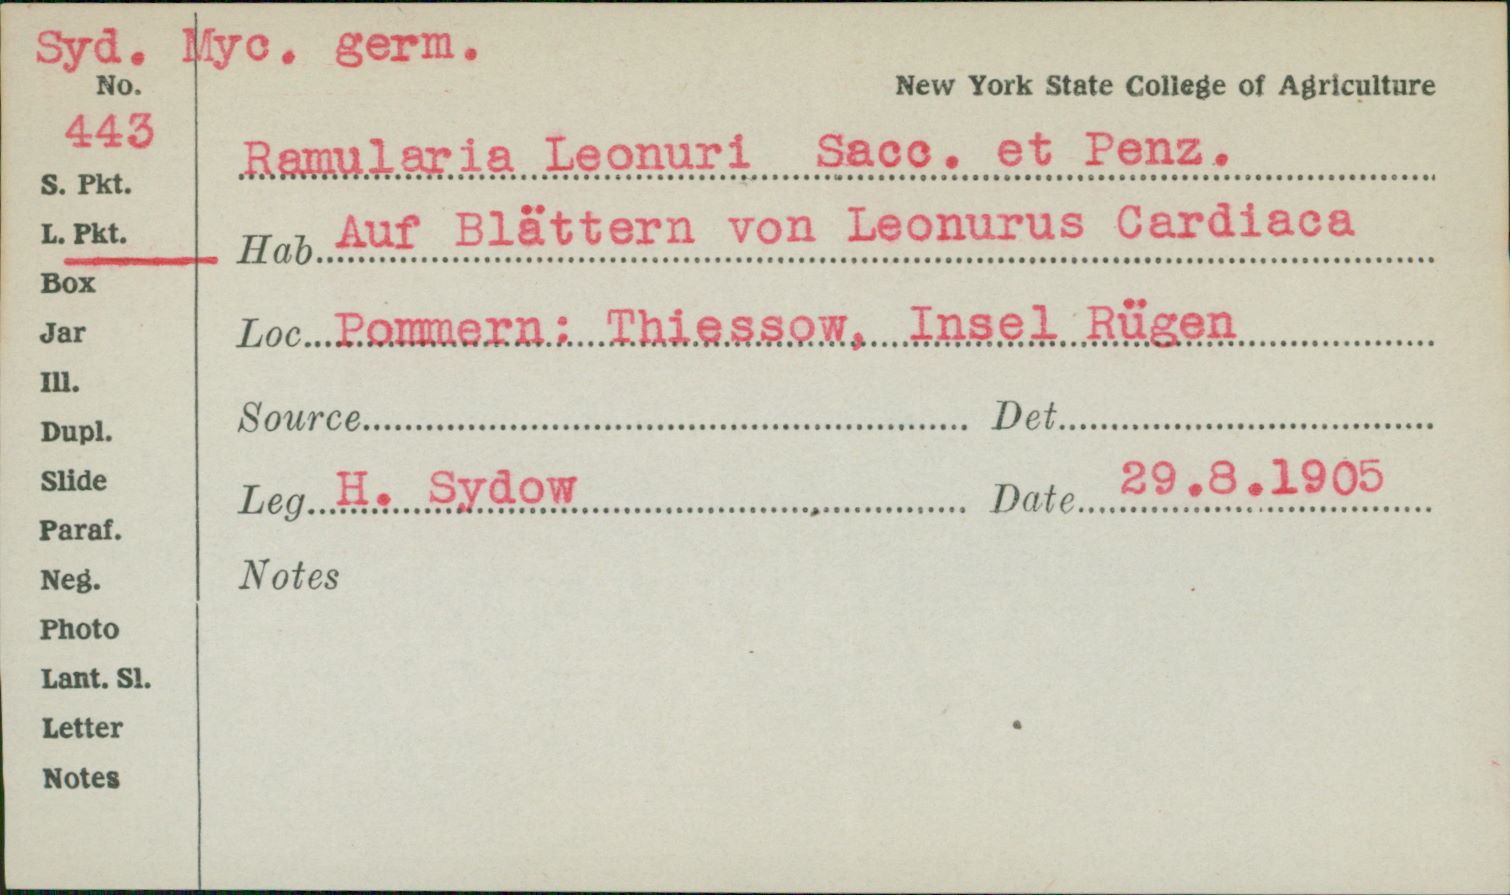 Syd. Myc. germ.
No.
New York State College of Agriculture
443
Ramularia Leonuri Sacc. et Penz.
S. Pkt.
L. Pkt.
Hab. Auf Blättern von Leonurus Cardiaca
Box
Jar
Loc. Pommern: Thiessow, Insel Rügen
Ill.
Dupl.
Source Det.
Slide
Leg. H. Sydow Date 29.8.1905
Paraf.
Neg.
Notes
Photo
Lant. Sl.
Letter
Notes